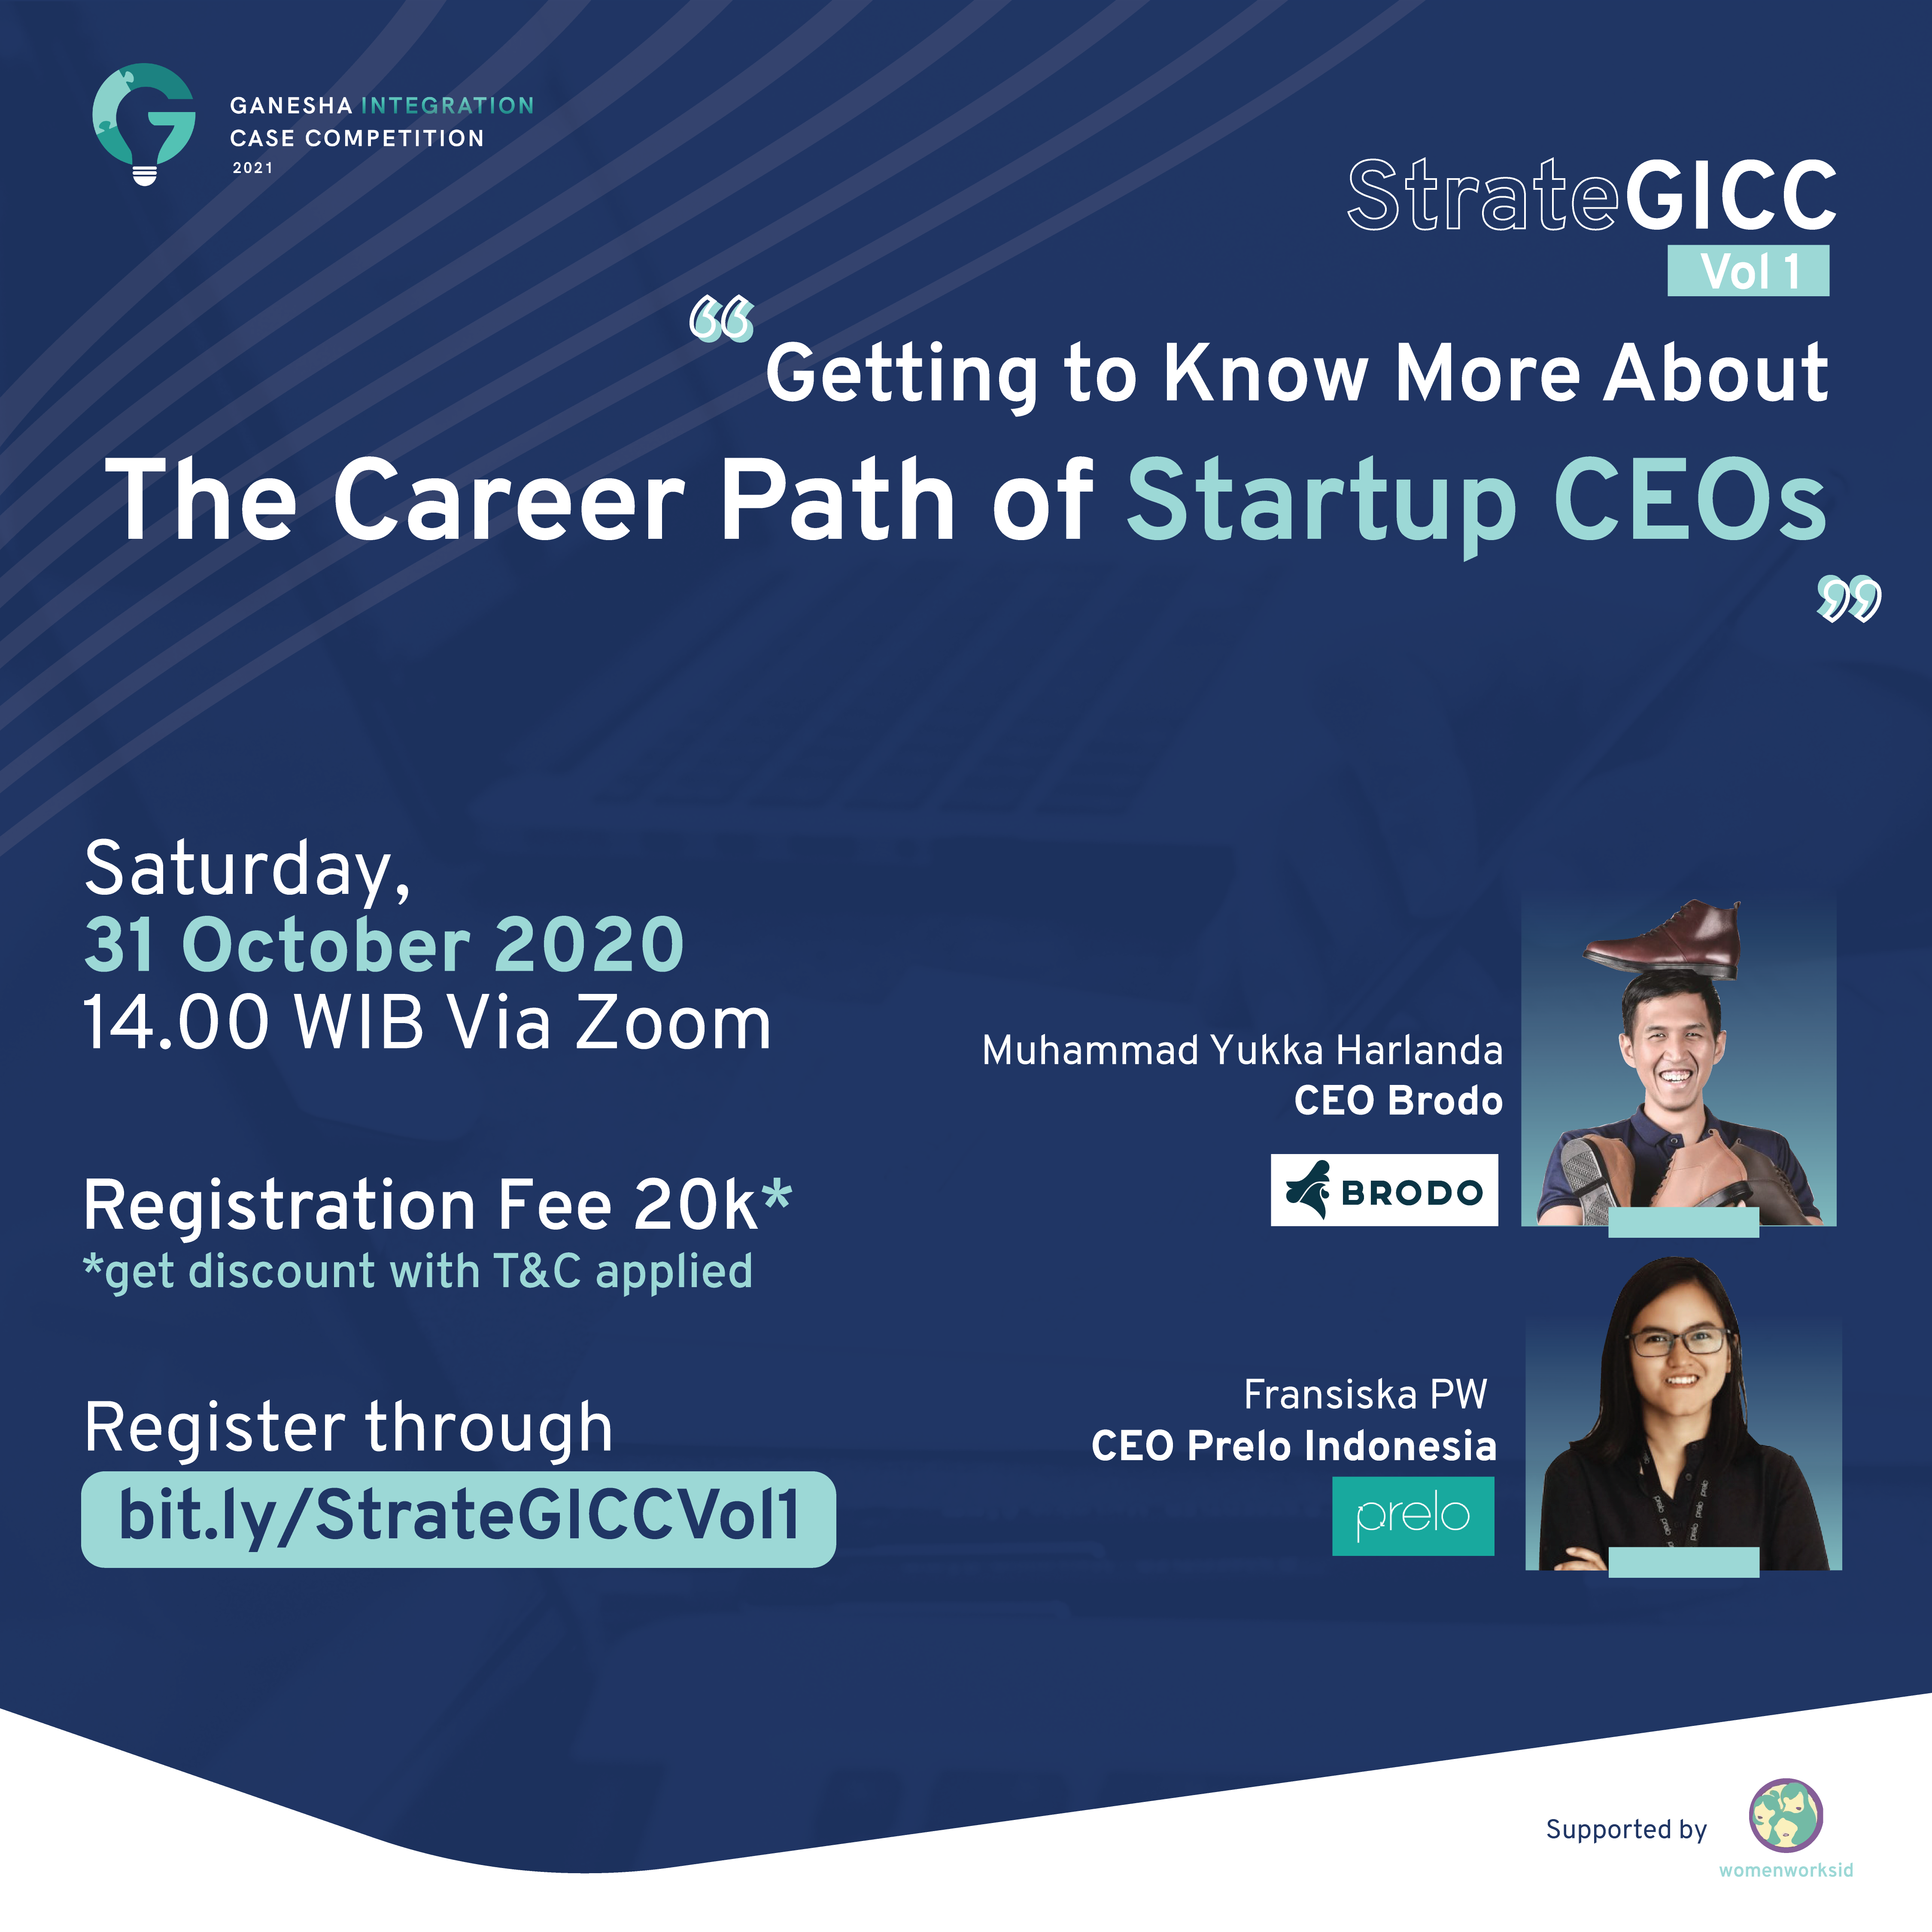 GANESHA INTEGRATION
CASE COMPETITION
2021
StrateGICC
Vol 1
“Getting to Know More About
The Career Path of Startup CEOs
”
Saturday,
31 October 2020
14.00 WIB Via Zoom
Registration Fee 20k*
*get discount with T&C applied
Register through
bit.ly/StrateGICCVol1
Muhammad Yukka Harlanda
CEO Brodo
BRODO
Fransiska PW
CEO Prelo Indonesia
prelo
Supported by
womenworksid